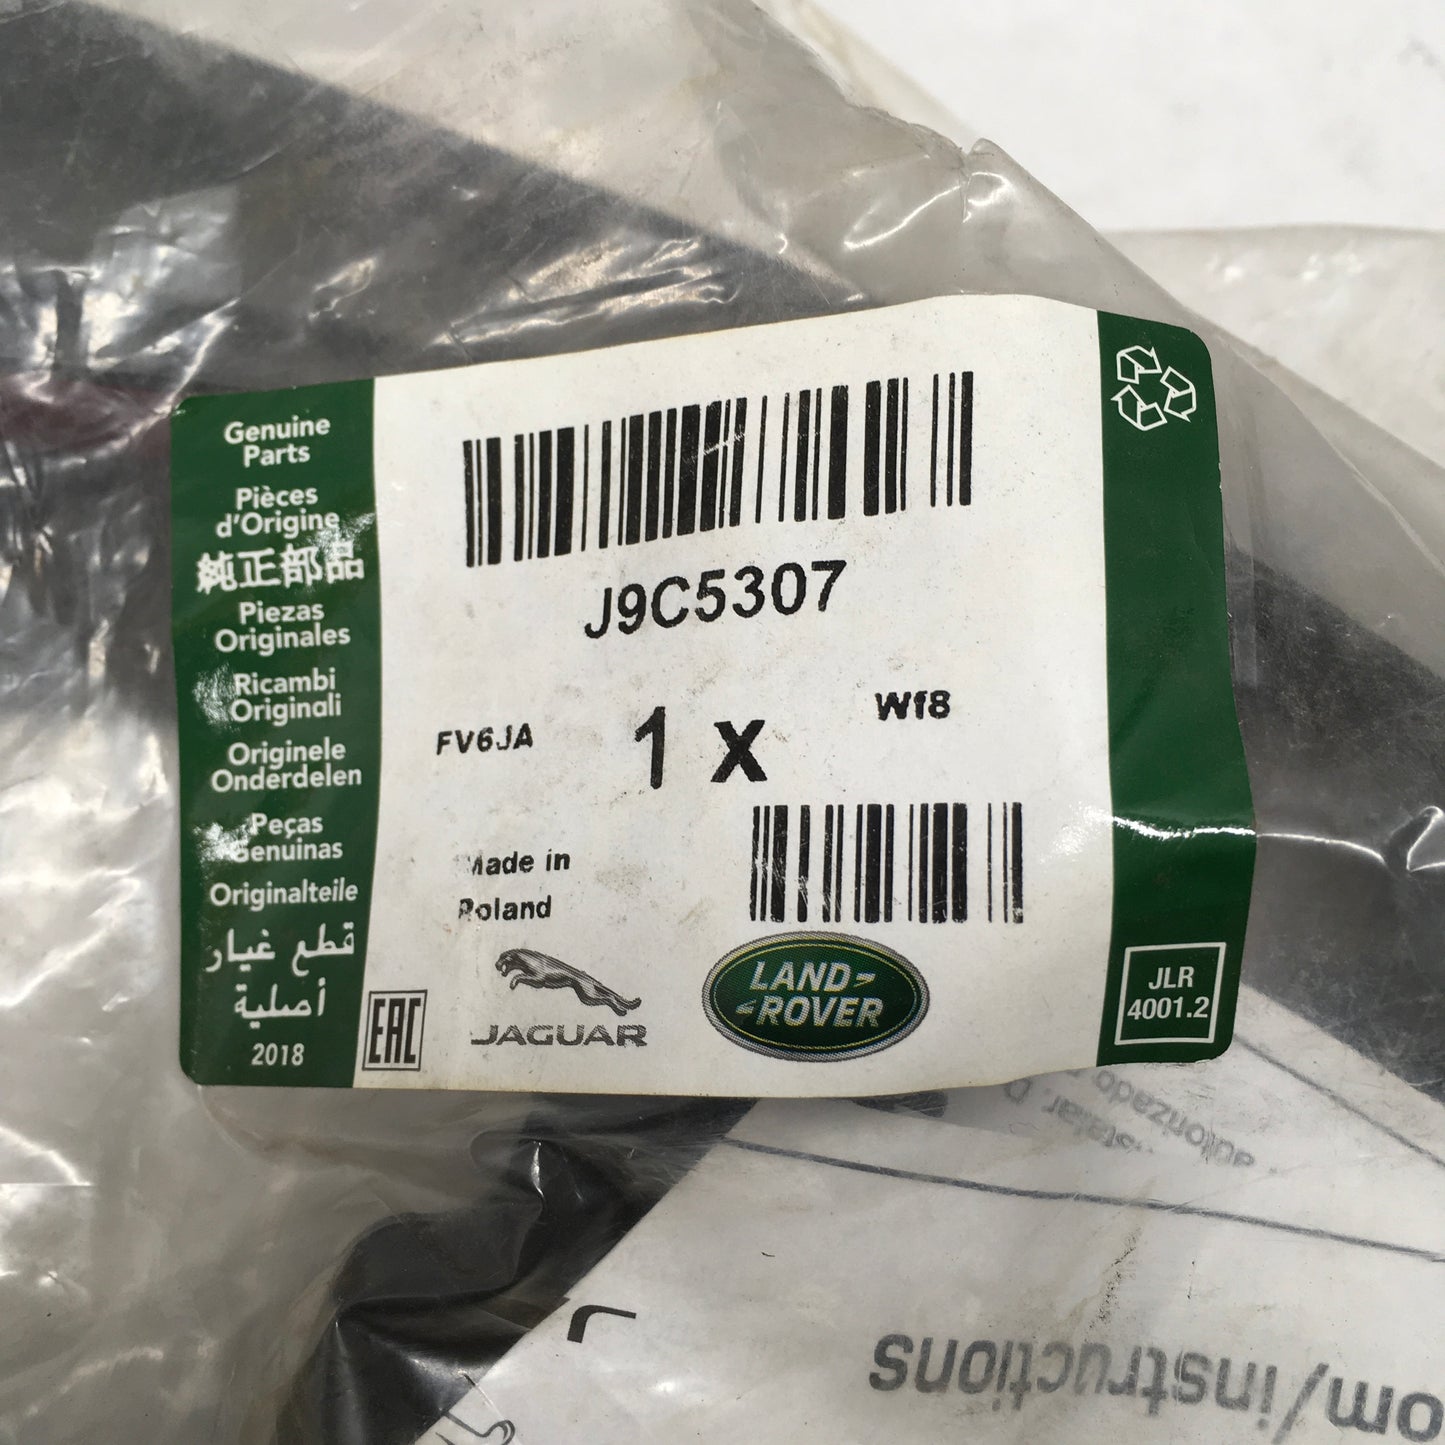 Genuine
Parts
Pièces
d'Origine
純正部品
Piezas
Originales
Ricambi
Originali
Originele
Onderdelen
Peças
Genuinas
Originalteile
قطع غيار
أصلية
2018
EAC
J9C5307
FV6JA
1 x
Wf8
Made in
Poland
JAGUAR
LAND-
-ROVER
JLR
4001.2
autorizado
om/instructions